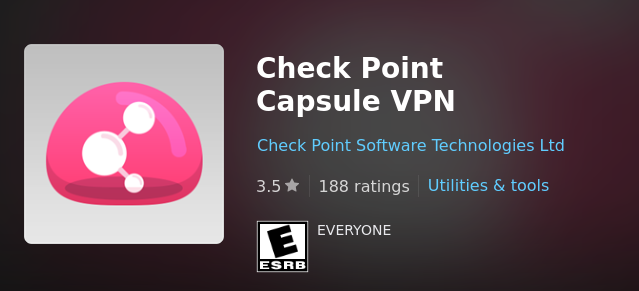 Check Point
Capsule VPN
Check Point Software Technologies Ltd
3.5 188 ratings Utilities & tools
E EVERYONE
ESRB